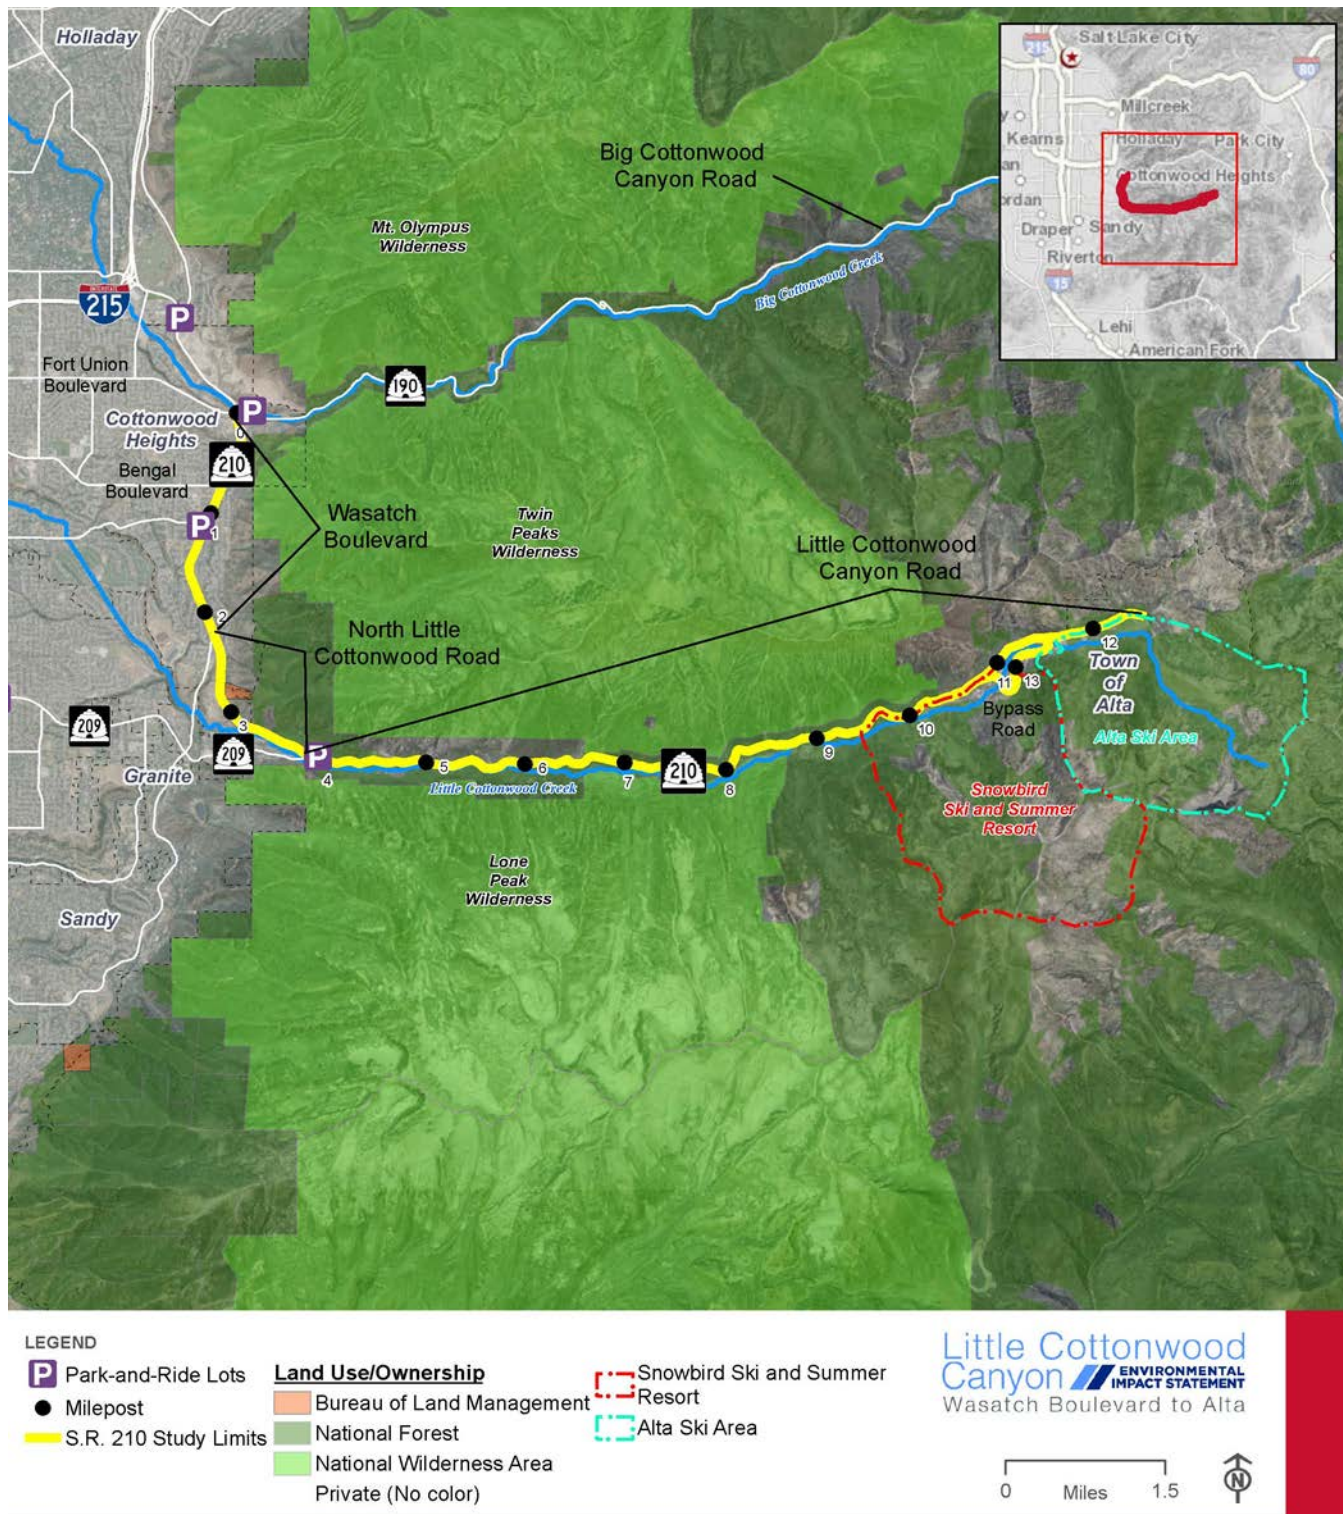 Holladay
INTERSTATE
215
P
Fort Union
Boulevard
Cottonwood
Heights
P
0
210
Bengal
Boulevard
P
1
2
Wasatch
Boulevard
North Little
Cottonwood Road
3
209
209
Granite
P
4
Sandy
Mt. Olympus
Wilderness
Big Cottonwood
Canyon Road
Big Cottonwood Creek
190
Twin
Peaks
Wilderness
Little Cottonwood
Canyon Road
5
6
7
210
8
9
10
11
13
12
Little Cottonwood Creek
Bypass
Road
Town
of
Alta
Alta Ski Area
Snowbird
Ski and Summer
Resort
Lone
Peak
Wilderness
215
Salt Lake City
80
Millcreek
Kearns
Holladay
Park City
Cottonwood Heights
Draper
Sandy
Riverton
15
Lehi
American Fork
LEGEND
P Park-and-Ride Lots
Milepost
S.R. 210 Study Limits
Land Use/Ownership
Bureau of Land Management
National Forest
National Wilderness Area
Private (No color)
Snowbird Ski and Summer
Resort
Alta Ski Area
Little Cottonwood
Canyon ENVIRONMENTAL
IMPACT STATEMENT
Wasatch Boulevard to Alta
0 Miles 1.5
N